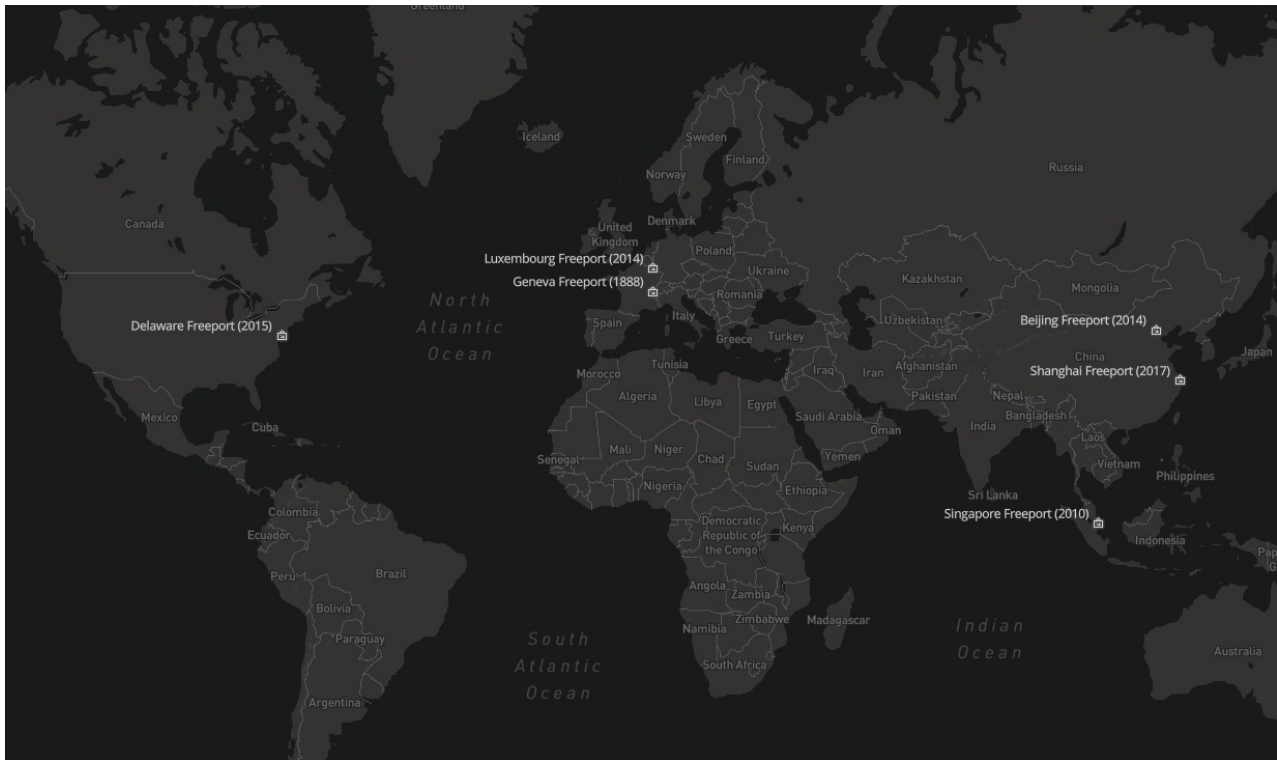 Greenland
Iceland
Sweden
Finland
Norway
Russia
Canada
United
Kingdom
Denmark
Poland
Luxembourg Freeport (2014)
Ukraine
Kazakhstan
Mongolia
Geneva Freeport (1888)
Romania
North
Atlantic
Ocean
Delaware Freeport (2015)
Spain
Italy
Greece
Turkey
Uzbekistan
Beijing Freeport (2014)
Japan
China
Shanghai Freeport (2017)
Morocco
Tunisia
Iraq
Iran
Afghanistan
Algeria
Libya
Egypt
Pakistan
Nepal
Mexico
Cuba
Saudi Arabia
Oman
India
Bangladesh
Laos
Senegal
Mali
Niger
Chad
Sudan
Yemen
Vietnam
Philippines
Nigeria
Ethiopia
Sri Lanka
Colombia
Singapore Freeport (2010)
Ecuador
Democratic
Republic of
the Congo
Kenya
Indonesia
Pap
G
Peru
Brazil
Angola
Zambia
Bolivia
Zimbabwe
Madagascar
Namibia
Indian
Ocean
Paraguay
South
Atlantic
Ocean
South Africa
Australia
Argentina